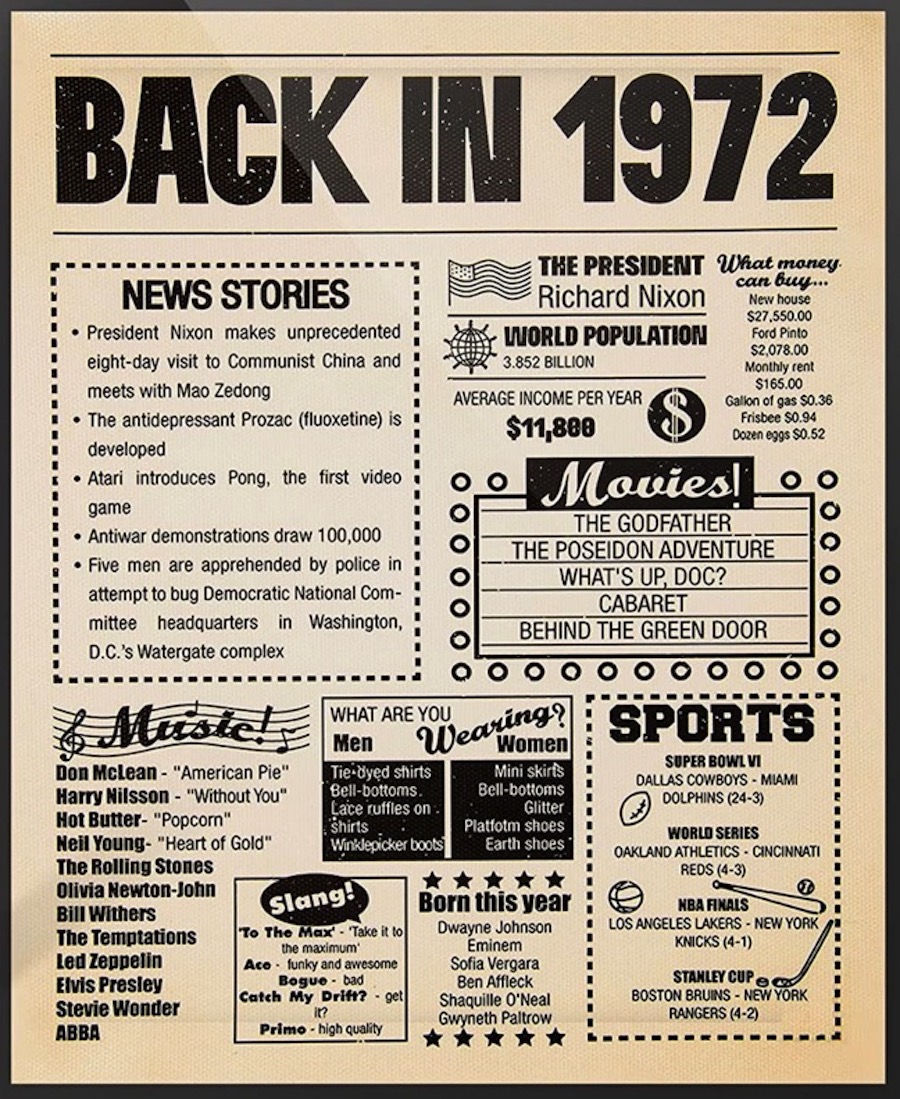 BACK IN 1972
NEWS STORIES
• President Nixon makes unprecedented
eight-day visit to Communist China and
meets with Mao Zedong
• The antidepressant Prozac (fluoxetine) is
developed
• Atari introduces Pong, the first video
game
• Antiwar demonstrations draw 100,000
• Five men are apprehended by police in
attempt to bug Democratic National Com-
mittee headquarters in Washington,
D.C.'s Watergate complex
THE PRESIDENT
Richard Nixon
WORLD POPULATION
3.852 BILLION
AVERAGE INCOME PER YEAR
$11,800
$
What money
can buy...
New house
$27,550.00
Ford Pinto
$2,078.00
Monthly rent
$165.00
Gallon of gas $0.36
Frisbee $0.94
Dozen eggs $0.52
Movies!
THE GODFATHER
THE POSEIDON ADVENTURE
WHAT'S UP, DOC?
CABARET
BEHIND THE GREEN DOOR
Music!
Don McLean - "American Pie"
Harry Nilsson - "Without You"
Hot Butter- "Popcorn"
Neil Young- "Heart of Gold"
The Rolling Stones
Olivia Newton-John
Bill Withers
The Temptations
Led Zeppelin
Elvis Presley
Stevie Wonder
ABBA
WHAT ARE YOU
Wearing?
Men
Tie-dyed shirts
Bell-bottoms
Lace ruffles on
shirts
Winklepicker boots
Women
Mini skirts
Bell-bottoms
Glitter
Platfotm shoes
Earth shoes
Slang!
'To The Max' - 'Take it to
the maximum'
Ace - funky and awesome
Bogue - bad
Catch My Drift? - get
it?
Primo - high quality
Born this year
Dwayne Johnson
Eminem
Sofia Vergara
Ben Affleck
Shaquille O'Neal
Gwyneth Paltrow
SPORTS
SUPER BOWL VI
DALLAS COWBOYS - MIAMI
DOLPHINS (24-3)
WORLD SERIES
OAKLAND ATHLETICS - CINCINNATI
REDS (4-3)
NBA FINALS
LOS ANGELES LAKERS - NEW YORK
KNICKS (4-1)
STANLEY CUP
BOSTON BRUINS - NEW YORK
RANGERS (4-2)